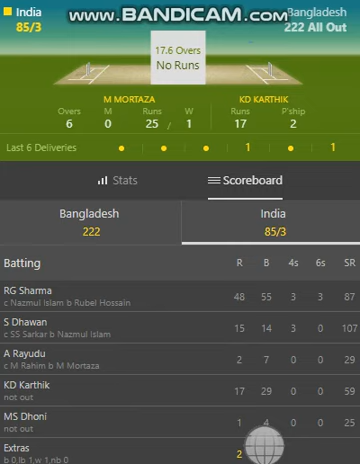 www.BANDICAM.com
India
85/3
Bangladesh
222 All Out
17.6 Overs
No Runs
M MORTAZA
KD KARTHIK
Overs M Runs W Runs P'ship
6 0 25 / 1 17 2
Last 6 Deliveries • • • 1 • 1
Stats
Scoreboard
Bangladesh
222
India
85/3
Batting R B 4s 6s SR
RG Sharma
c Nazmul Islam b Rubel Hossain
48 55 3 3 87
S Dhawan
c SS Sarkar b Nazmul Islam
15 14 3 0 107
A Rayudu
c M Rahim b M Mortaza
2 7 0 0 29
KD Karthik
not out
17 29 0 0 59
MS Dhoni
not out
1 4 0 0 25
Extras
b 0,lb 1,w 1,nb 0
2